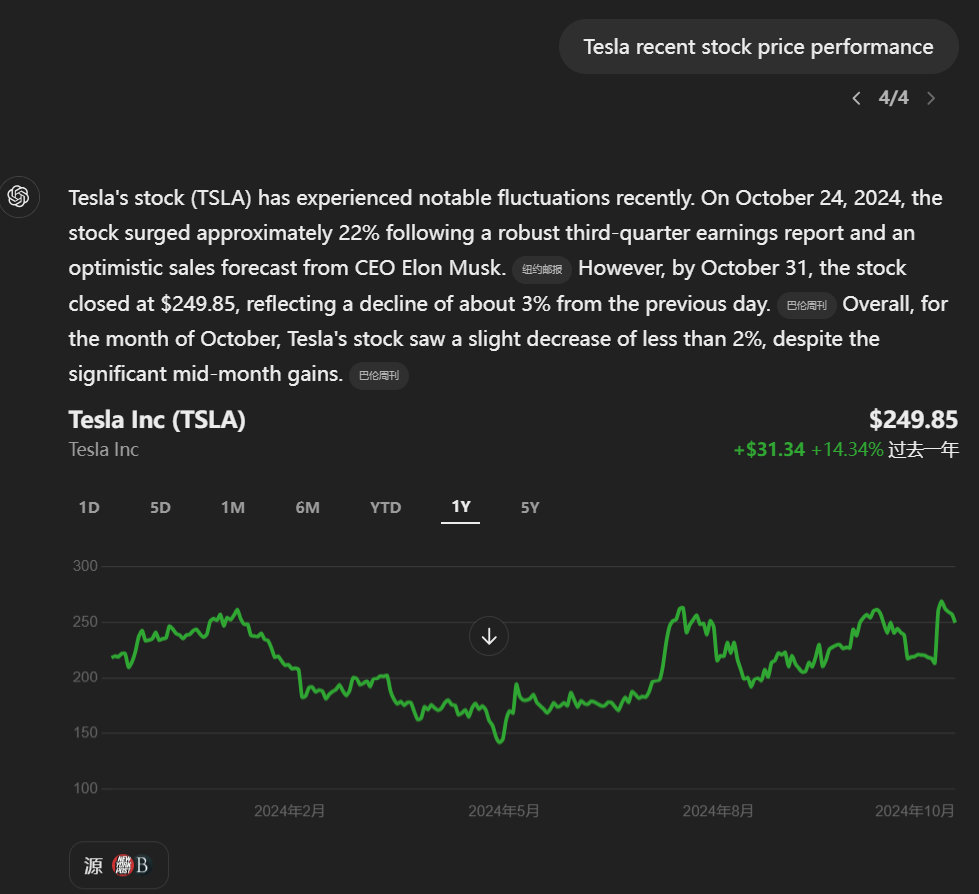 Tesla recent stock price performance
4/4
Tesla's stock (TSLA) has experienced notable fluctuations recently. On October 24, 2024, the
stock surged approximately 22% following a robust third-quarter earnings report and an
optimistic sales forecast from CEO Elon Musk. 纽约邮报 However, by October 31, the stock
closed at $249.85, reflecting a decline of about 3% from the previous day. 巴伦周刊 Overall, for
the month of October, Tesla's stock saw a slight decrease of less than 2%, despite the
significant mid-month gains. 巴伦周刊
Tesla Inc (TSLA) $249.85
Tesla Inc +$31.34 +14.34% 过去一年
1D 5D 1M 6M YTD 1Y 5Y
300
250
200
150
100
2024年2月 2024年5月 2024年8月 2024年10月
源 NEW YORK POST B